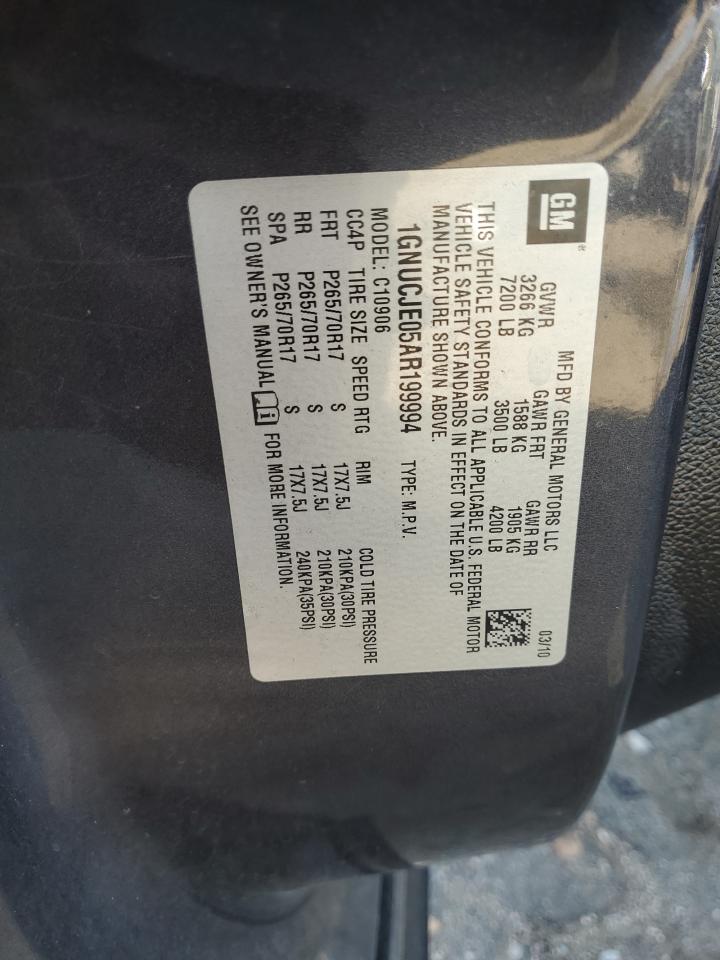 GM®
MFD BY GENERAL MOTORS LLC
03/10
GVWR GAWR FRT GAWR RR
3266 KG 1588 KG 1905 KG
7200 LB 3500 LB 4200 LB
THIS VEHICLE CONFORMS TO ALL APPLICABLE U.S. FEDERAL MOTOR
VEHICLE SAFETY STANDARDS IN EFFECT ON THE DATE OF
MANUFACTURE SHOWN ABOVE.
1GNUCJE05AR199994 TYPE: M.P.V.
MODEL: C10906
CC4P TIRE SIZE SPEED RTG RIM COLD TIRE PRESSURE
FRT P265/70R17 S 17X7.5J 210KPA(30PSI)
RR P265/70R17 S 17X7.5J 210KPA(30PSI)
SPA P265/70R17 S 17X7.5J 240KPA(35PSI)
SEE OWNER'S MANUAL FOR MORE INFORMATION.